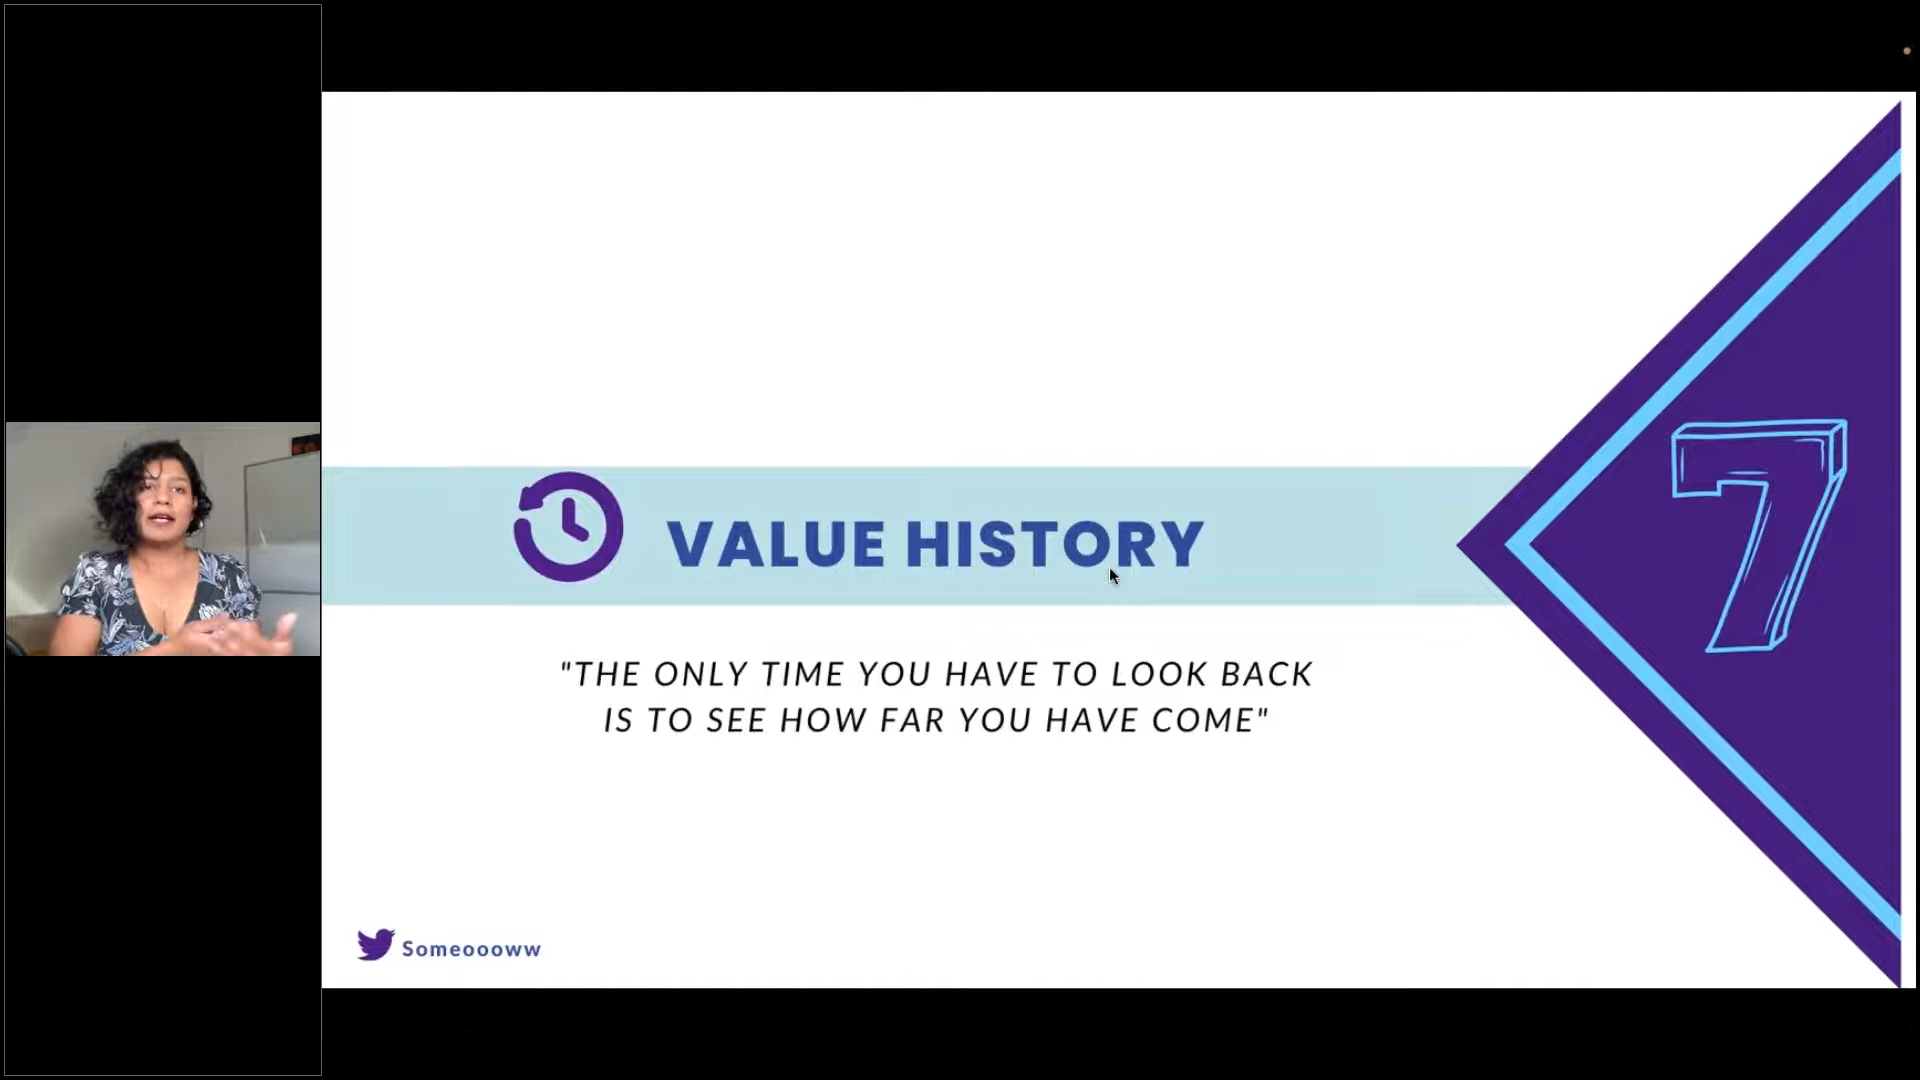 VALUE HISTORY
7
"THE ONLY TIME YOU HAVE TO LOOK BACK
IS TO SEE HOW FAR YOU HAVE COME"
Someoooww